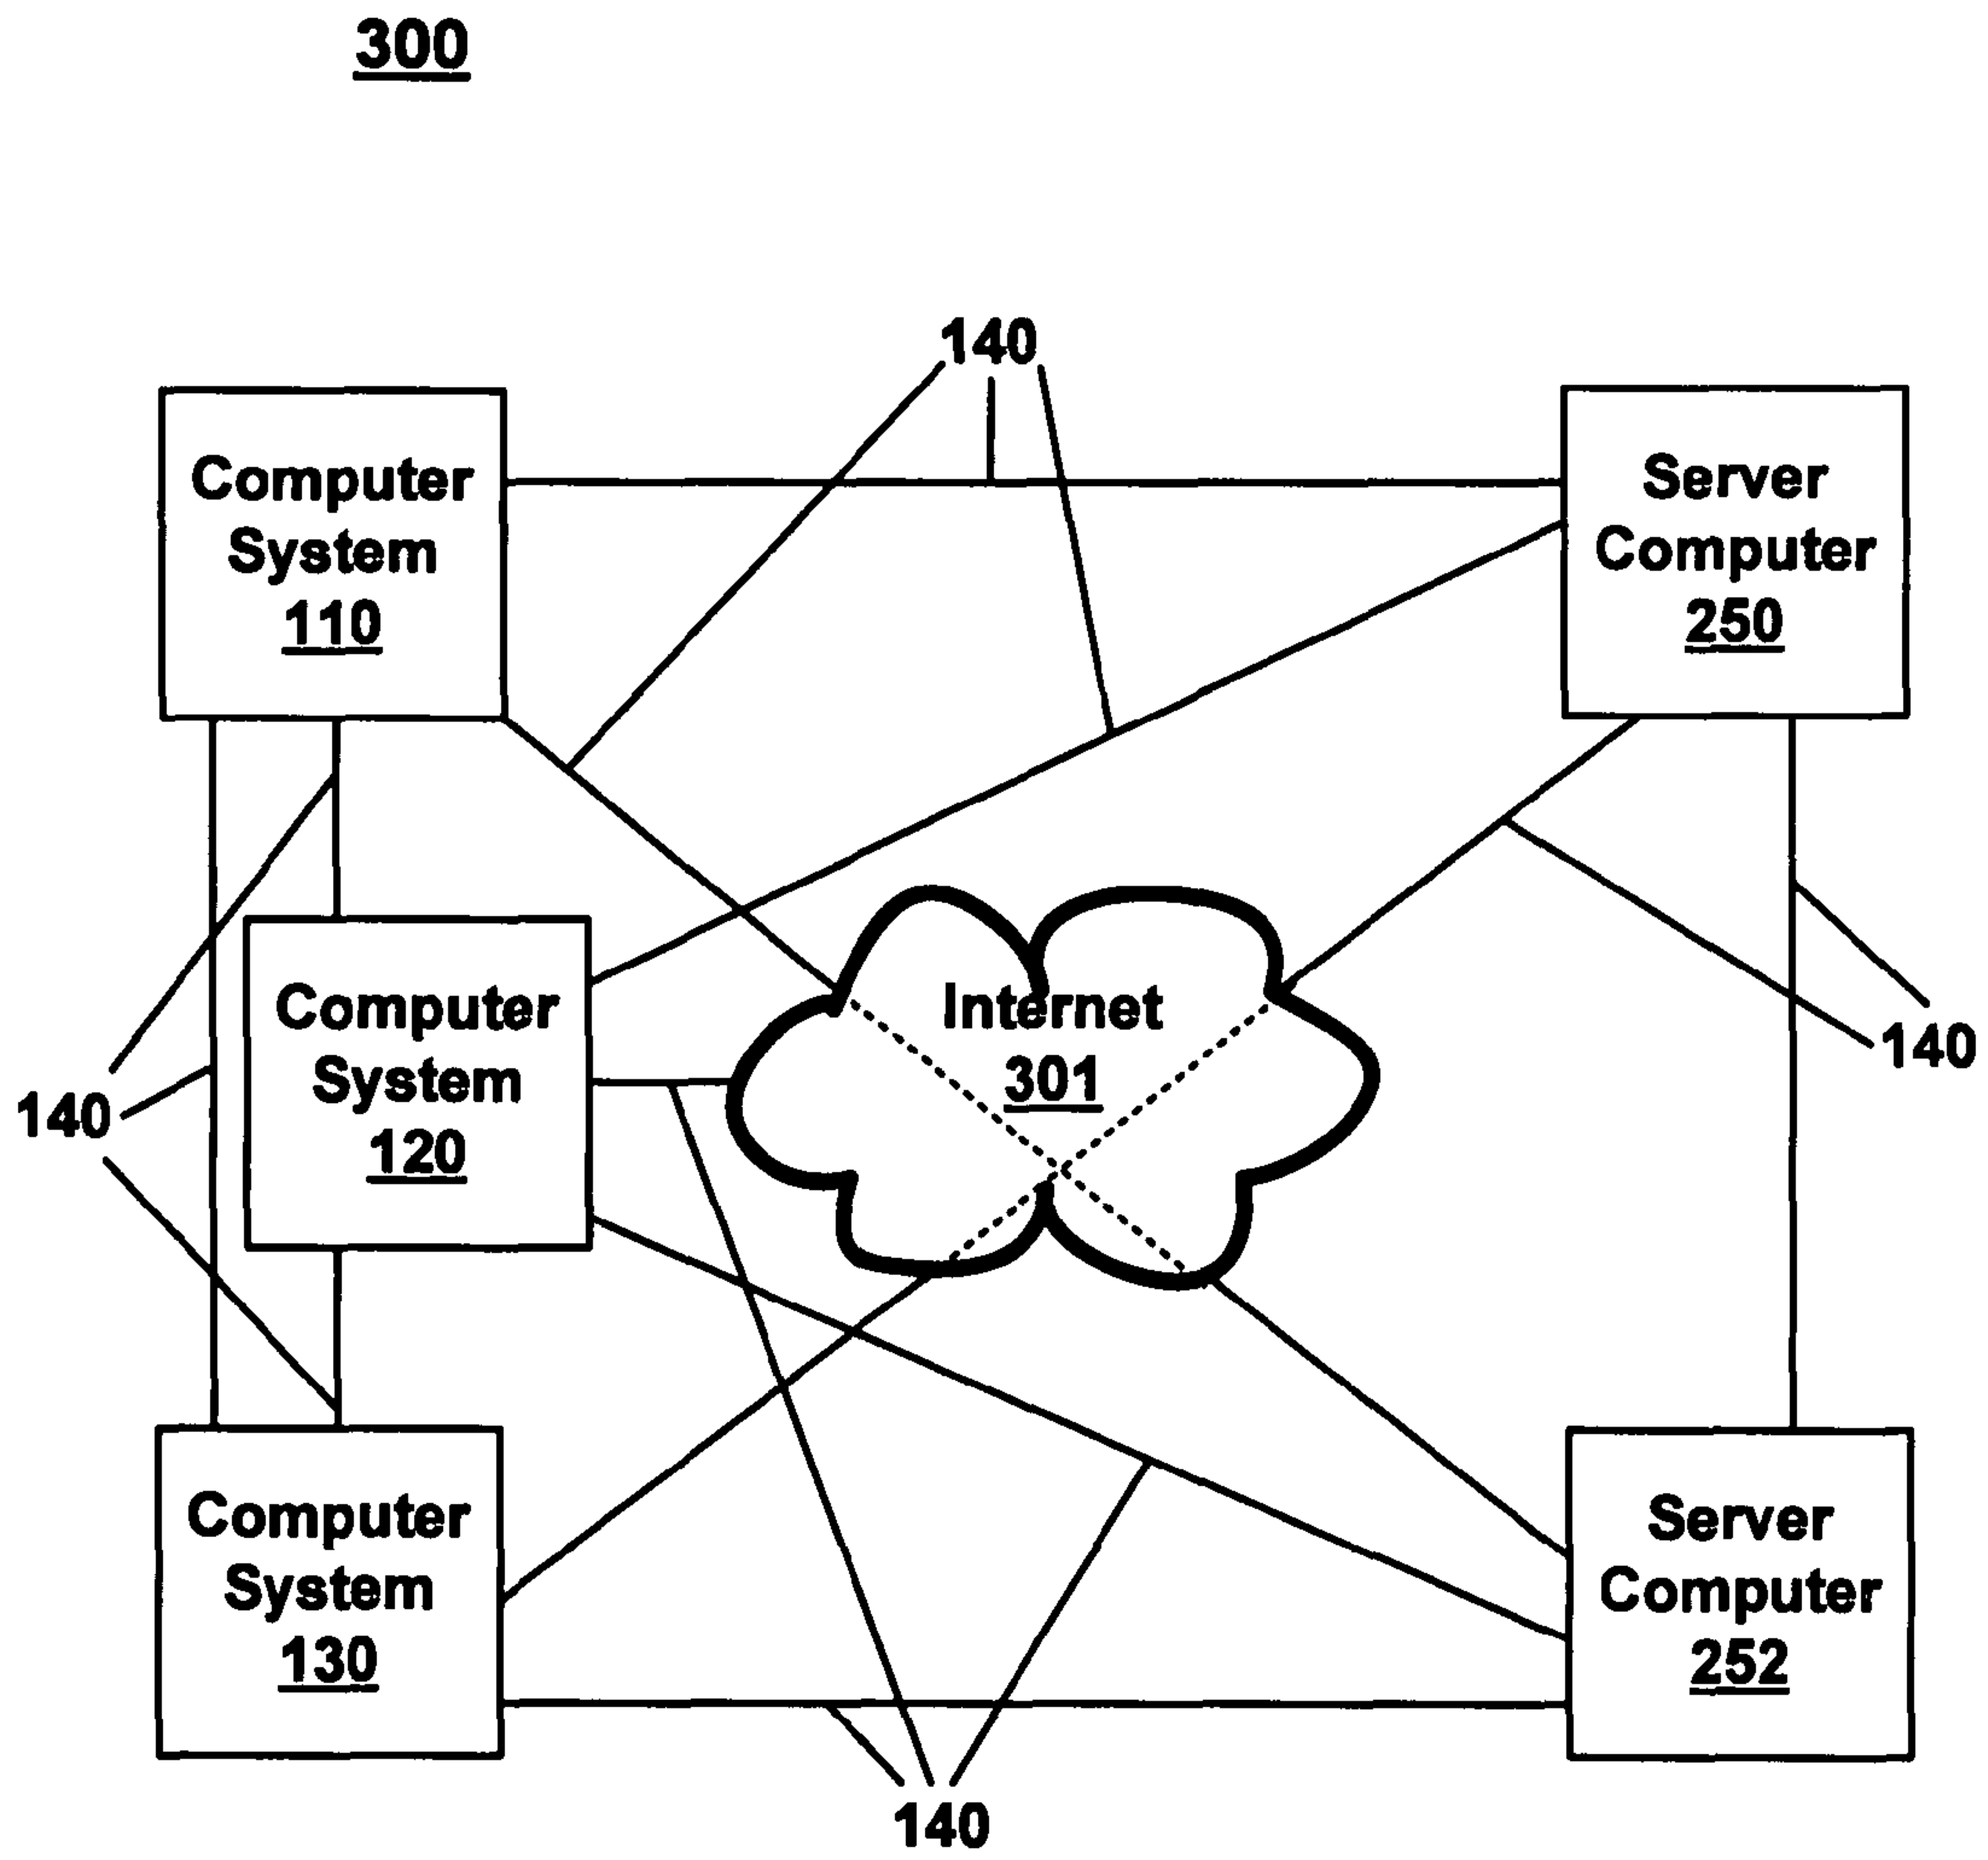 300
140
Computer
System
110
Server
Computer
250
Internet
301
Computer
System
120
140
140
Computer
System
130
Server
Computer
252
140